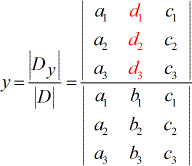 y = |D_y| / |D| = | a₁ d₁ c₁ |
| a₂ d₂ c₂ |
| a₃ d₃ c₃ |
| a₁ b₁ c₁ |
| a₂ b₂ c₂ |
| a₃ b₃ c₃ |